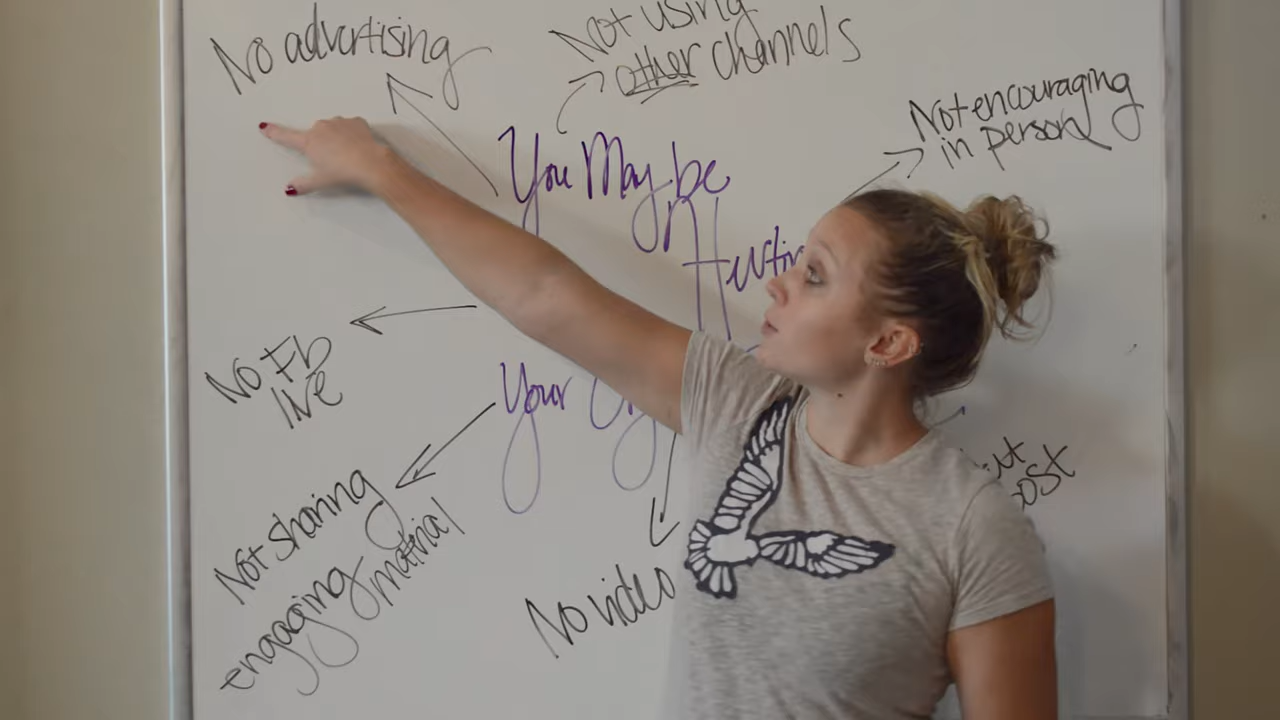 No advertising
Not using
other channels
Not encouraging
in person
You May be
Your
No Fb
live
Not sharing
engaging
material
No video